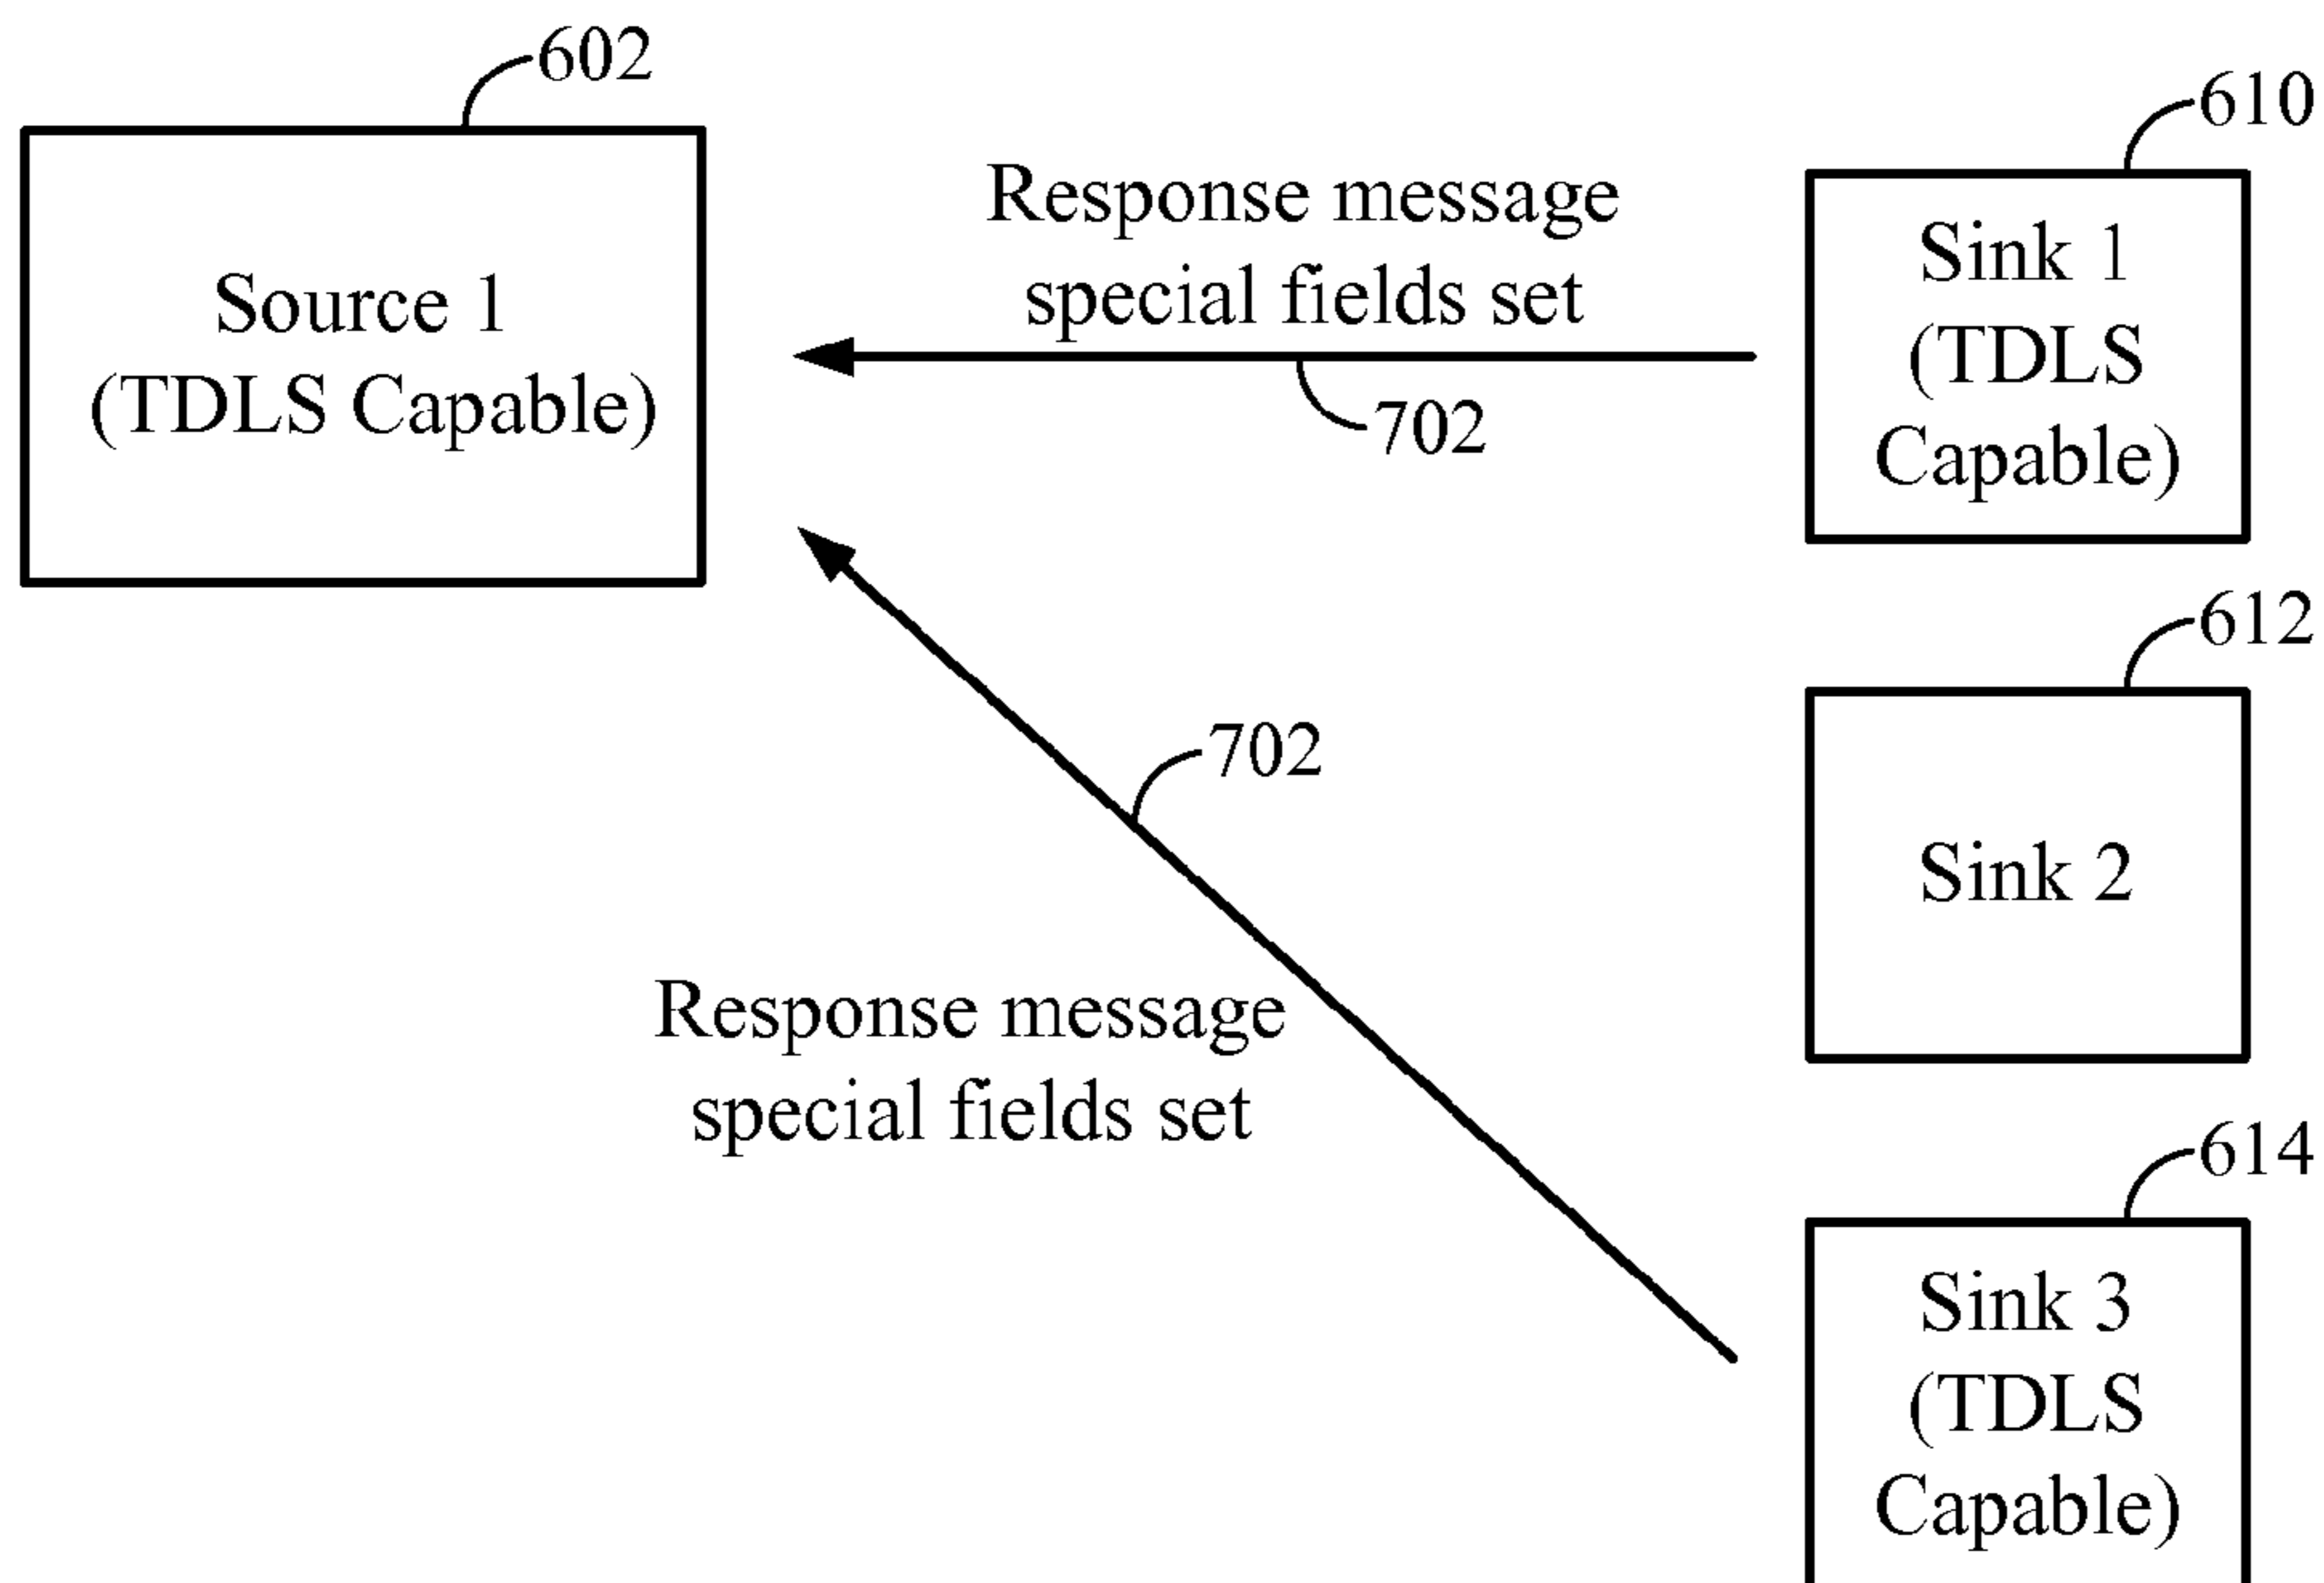 602
Source 1
(TDLS Capable)
Response message
special fields set
702
610
Sink 1
(TDLS
Capable)
612
Sink 2
702
Response message
special fields set
614
Sink 3
(TDLS
Capable)